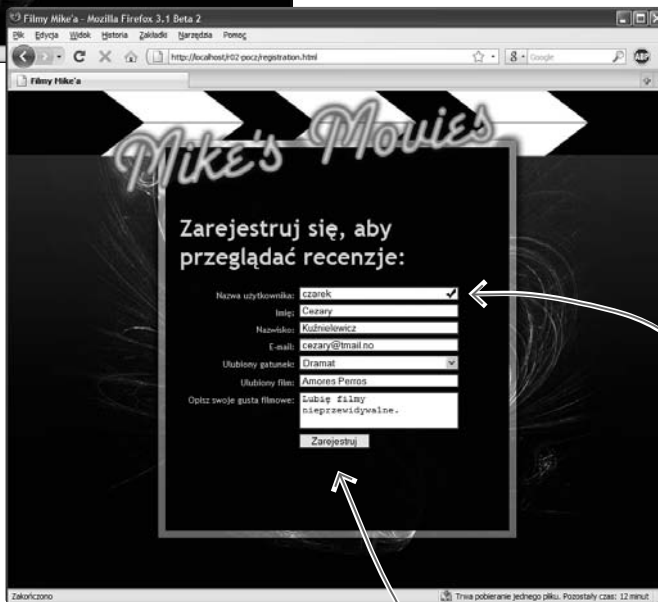 Filmy Mike'a - Mozilla Firefox 3.1 Beta 2
Plik Edycja Widok Historia Zakładki Narzędzia Pomoc
http://localhost/r02-pocz/registration.html
Google
ABP
Filmy Mike'a
Mike's Movies
Zarejestruj się, aby
przeglądać recenzje:
Nazwa użytkownika: czarek
Imię: Cezary
Nazwisko: Kuźnielewicz
E-mail: cezary@tmail.no
Ulubiony gatunek: Dramat
Ulubiony film: Amores Perros
Opisz swoje gusta filmowe: Lubię filmy
nieprzewidywalne.
Zarejestruj
Zakończono
Trwa pobieranie jednego pliku. Pozostały czas: 12 minut